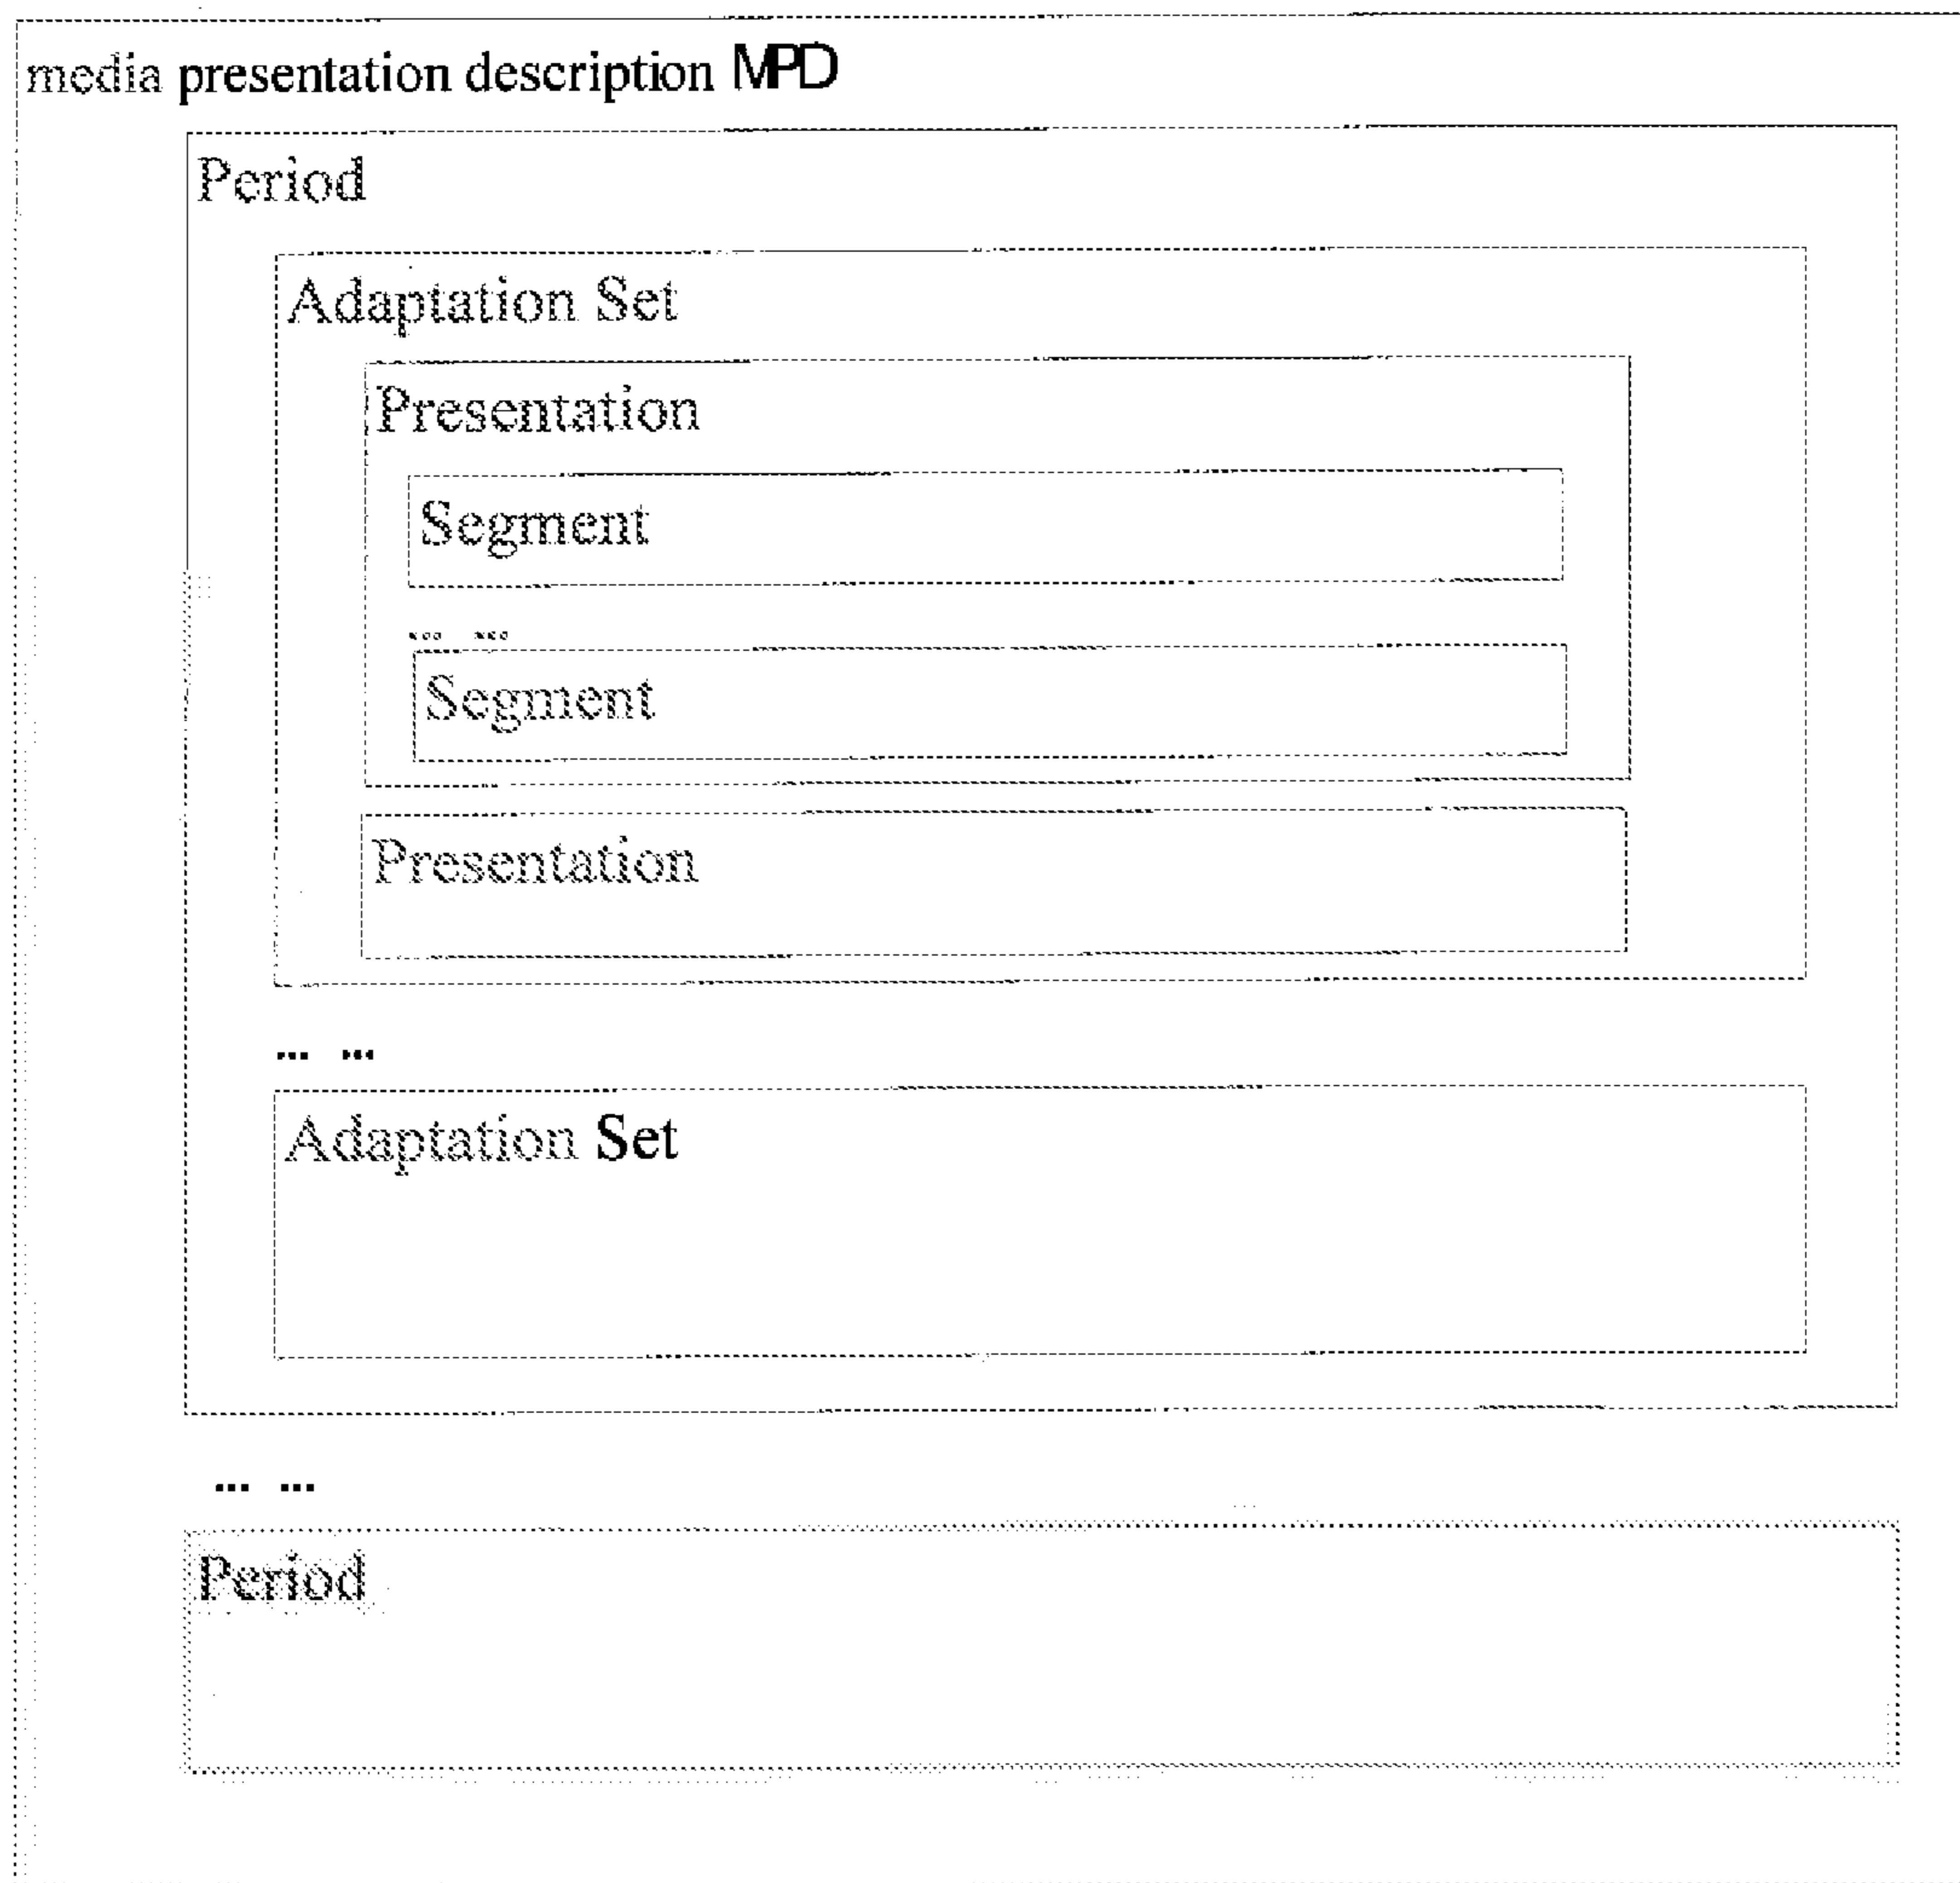 media presentation description MPD
Period
Adaptation Set
Presentation
Segment
... ...
Segment
Presentation
... ...
Adaptation Set
... ...
Period